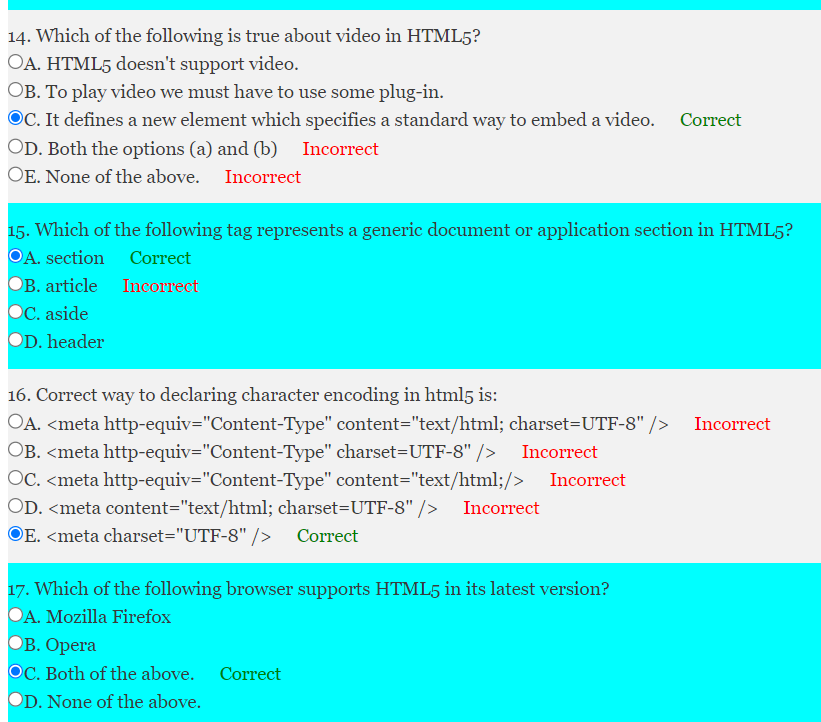 14. Which of the following is true about video in HTML5?
A. HTML5 doesn't support video.
B. To play video we must have to use some plug-in.
C. It defines a new element which specifies a standard way to embed a video. Correct
D. Both the options (a) and (b) Incorrect
E. None of the above. Incorrect
15. Which of the following tag represents a generic document or application section in HTML5?
A. section Correct
B. article Incorrect
C. aside
D. header
16. Correct way to declaring character encoding in html5 is:
A. <meta http-equiv="Content-Type" content="text/html; charset=UTF-8" /> Incorrect
B. <meta http-equiv="Content-Type" charset=UTF-8" /> Incorrect
C. <meta http-equiv="Content-Type" content="text/html;/> Incorrect
D. <meta content="text/html; charset=UTF-8" /> Incorrect
E. <meta charset="UTF-8" /> Correct
17. Which of the following browser supports HTML5 in its latest version?
A. Mozilla Firefox
B. Opera
C. Both of the above. Correct
D. None of the above.